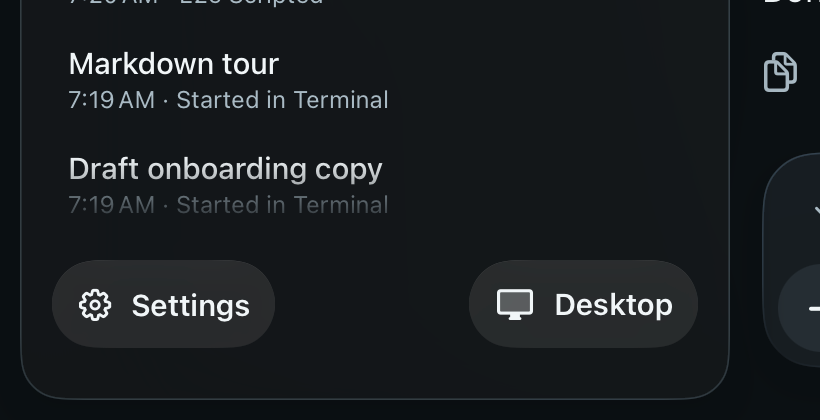 Markdown tour
7:19 AM · Started in Terminal
Draft onboarding copy
7:19 AM · Started in Terminal
Settings
Desktop